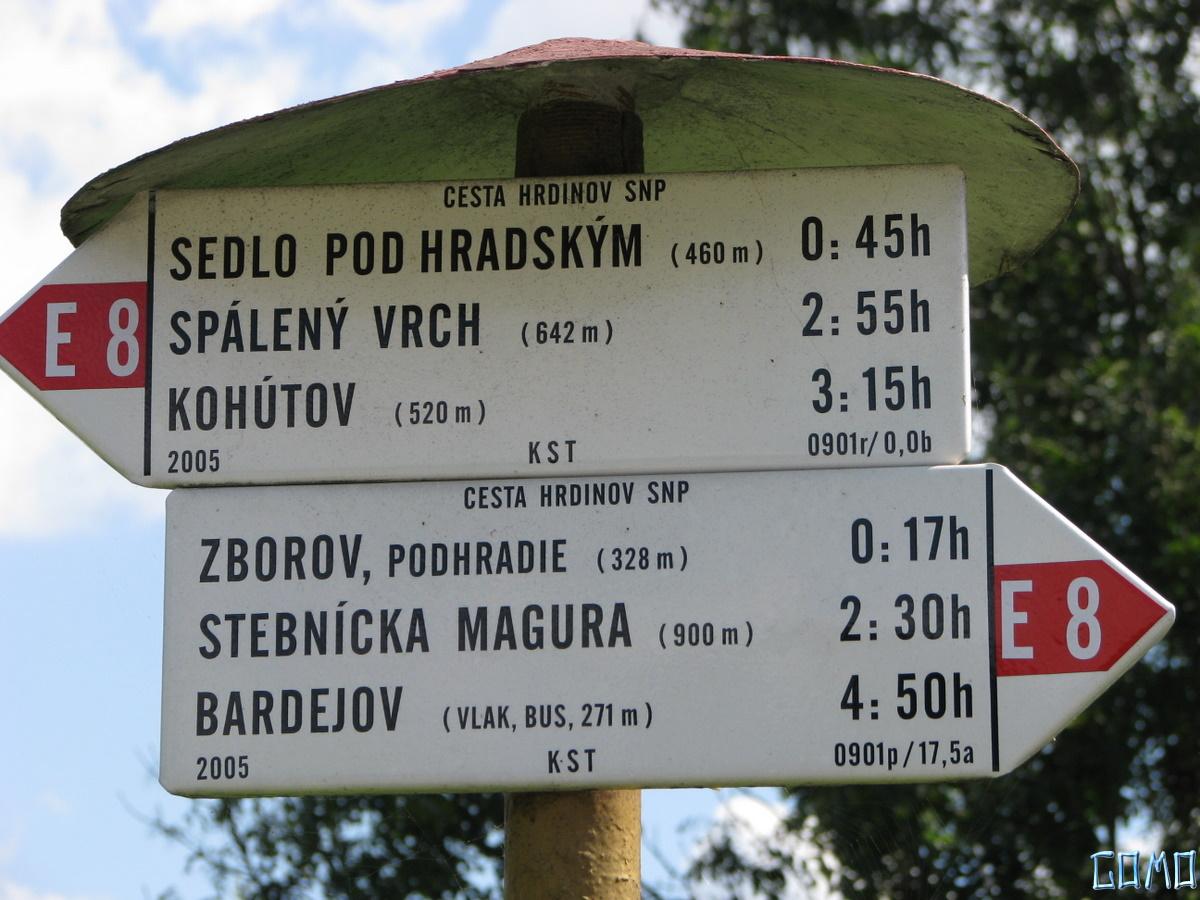 CESTA HRDINOV SNP
SEDLO POD HRADSKÝM (460 m) 0: 45h
E 8
SPÁLENÝ VRCH (642 m) 2: 55h
KOHÚTOV (520 m) 3: 15h
2005 KST 0901r/0,0b
CESTA HRDINOV SNP
ZBOROV, PODHRADIE (328 m) 0: 17h
STEBNÍCKA MAGURA (900 m) 2: 30h
E 8
BARDEJOV (VLAK, BUS, 271 m) 4: 50h
2005 KST 0901p/17,5a
COMO